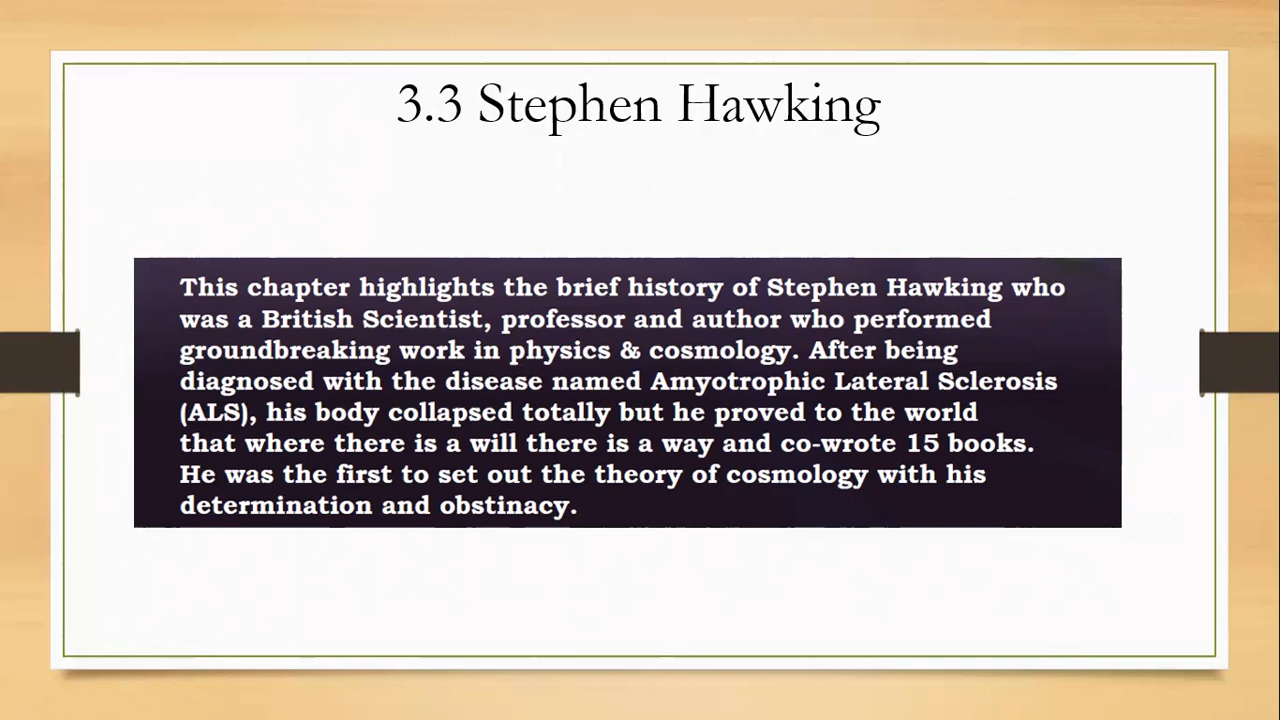 3.3 Stephen Hawking
This chapter highlights the brief history of Stephen Hawking who
was a British Scientist, professor and author who performed
groundbreaking work in physics & cosmology. After being
diagnosed with the disease named Amyotrophic Lateral Sclerosis
(ALS), his body collapsed totally but he proved to the world
that where there is a will there is a way and co-wrote 15 books.
He was the first to set out the theory of cosmology with his
determination and obstinacy.